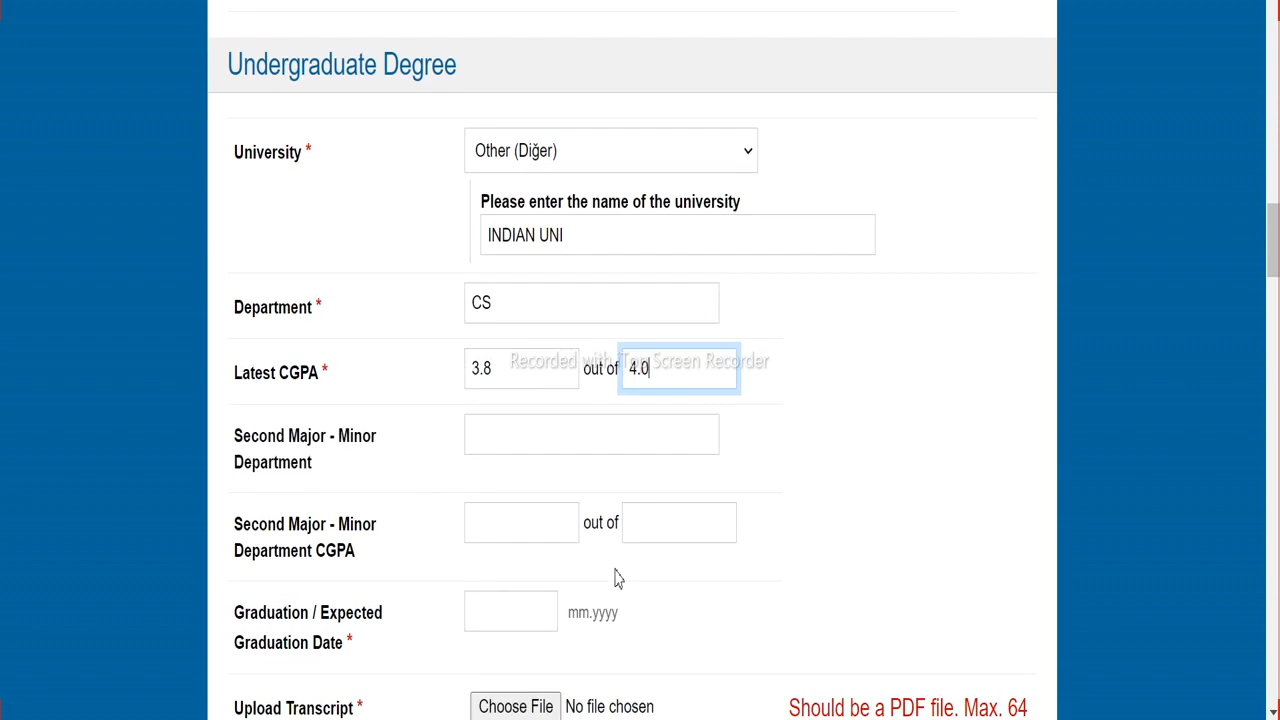 Undergraduate Degree
University *
Other (Diğer)
Please enter the name of the university
INDIAN UNI
Department *
CS
Latest CGPA *
3.8 out of 4.0
Recorded with iTop Screen Recorder
Second Major - Minor
Department
Second Major - Minor
Department CGPA
out of
Graduation / Expected
Graduation Date *
mm.yyyy
Upload Transcript *
Choose File No file chosen
Should be a PDF file. Max. 64